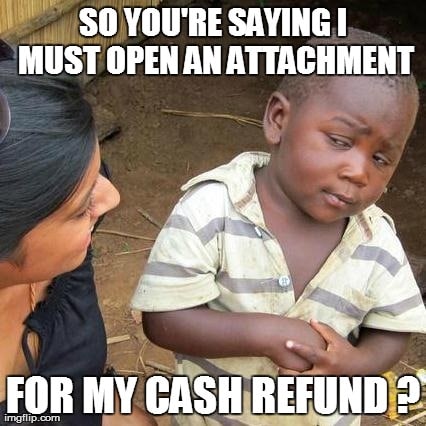 SO YOU'RE SAYING I
MUST OPEN AN ATTACHMENT
FOR MY CASH REFUND ?
imgflip.com